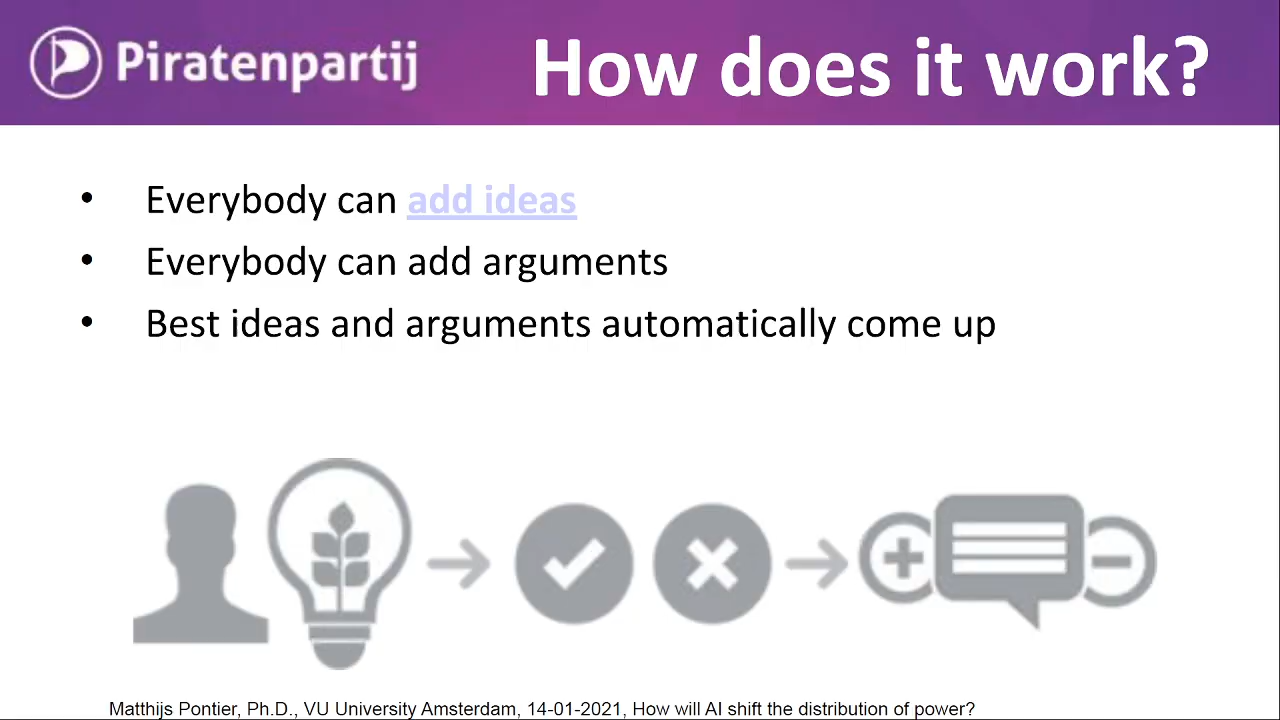 Piratenpartij
How does it work?
• Everybody can add ideas
• Everybody can add arguments
• Best ideas and arguments automatically come up
Matthijs Pontier, Ph.D., VU University Amsterdam, 14-01-2021, How will AI shift the distribution of power?